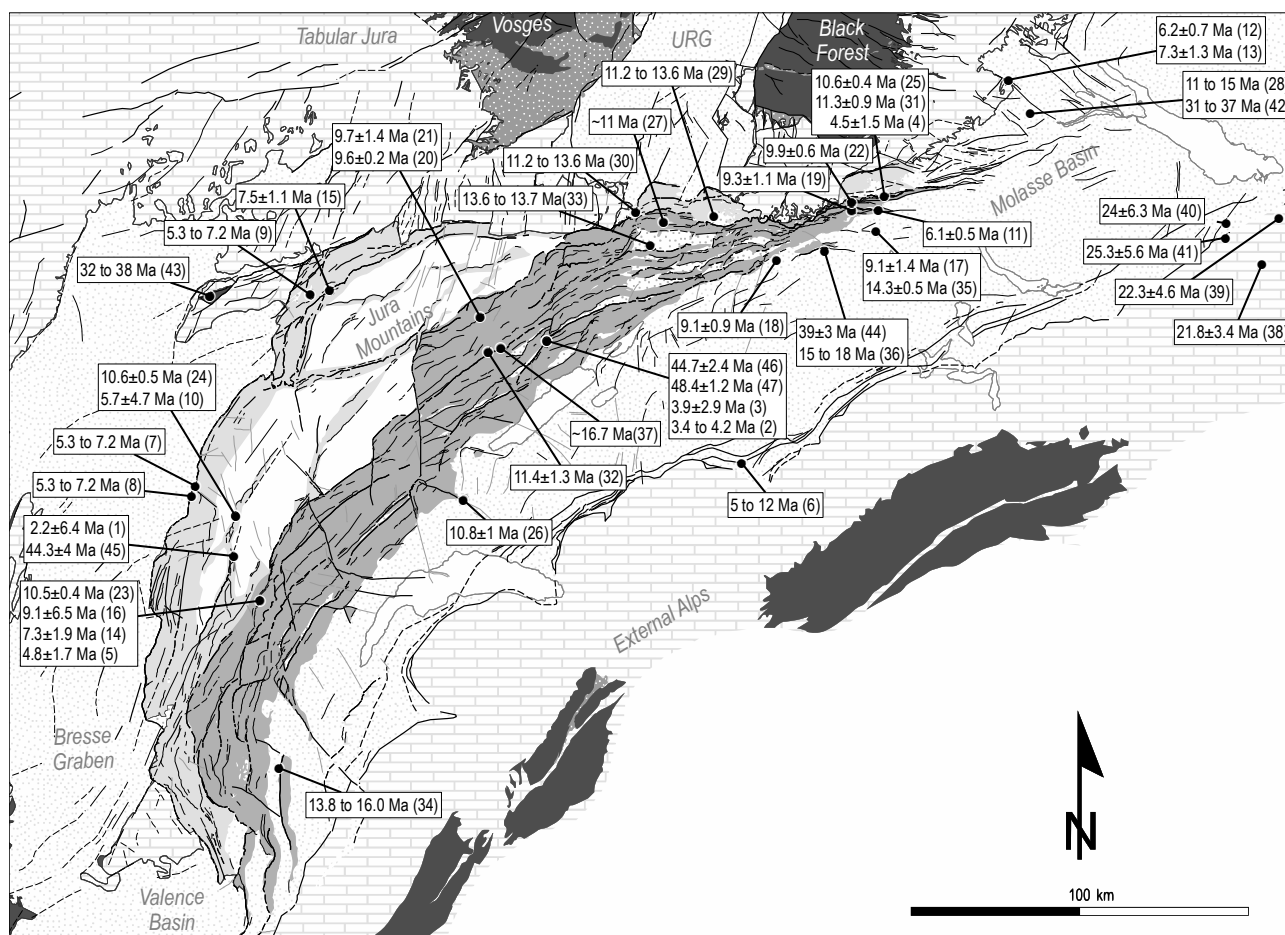 Tabular Jura
Vosges
URG
Black
Forest
6.2±0.7 Ma (12)
7.3±1.3 Ma (13)
11.2 to 13.6 Ma (29)
10.6±0.4 Ma (25)
11.3±0.9 Ma (31)
4.5±1.5 Ma (4)
11 to 15 Ma (28
31 to 37 Ma (42
~11 Ma (27)
9.7±1.4 Ma (21)
9.6±0.2 Ma (20)
11.2 to 13.6 Ma (30)
9.9±0.6 Ma (22)
9.3±1.1 Ma (19)
Molasse Basin
7.5±1.1 Ma (15)
13.6 to 13.7 Ma(33)
5.3 to 7.2 Ma (9)
24±6.3 Ma (40)
6.1±0.5 Ma (11)
25.3±5.6 Ma (41)
32 to 38 Ma (43)
9.1±1.4 Ma (17)
14.3±0.5 Ma (35)
22.3±4.6 Ma (39)
Jura
Mountains
9.1±0.9 Ma (18)
39±3 Ma (44)
15 to 18 Ma (36)
21.8±3.4 Ma (38)
10.6±0.5 Ma (24)
5.7±4.7 Ma (10)
44.7±2.4 Ma (46)
48.4±1.2 Ma (47)
3.9±2.9 Ma (3)
3.4 to 4.2 Ma (2)
~16.7 Ma(37)
5.3 to 7.2 Ma (7)
11.4±1.3 Ma (32)
5.3 to 7.2 Ma (8)
5 to 12 Ma (6)
2.2±6.4 Ma (1)
44.3±4 Ma (45)
10.8±1 Ma (26)
10.5±0.4 Ma (23)
9.1±6.5 Ma (16)
7.3±1.9 Ma (14)
4.8±1.7 Ma (5)
External Alps
Bresse
Graben
13.8 to 16.0 Ma (34)
N
Valence
Basin
100 km